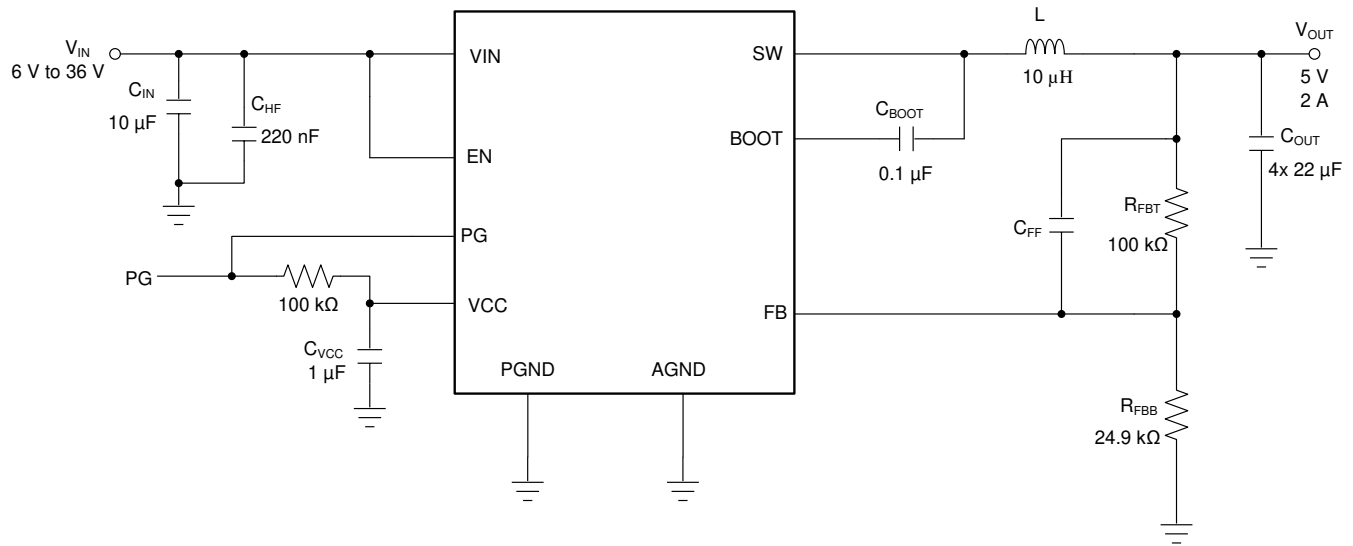 L
V_IN
6 V to 36 V
VIN
SW
V_OUT
5 V
2 A
10 μH
C_IN
10 μF
C_HF
220 nF
C_BOOT
0.1 μF
BOOT
C_OUT
4x 22 μF
EN
R_FBT
100 kΩ
C_FF
PG
PG
100 kΩ
VCC
FB
C_VCC
1 μF
PGND
AGND
R_FBB
24.9 kΩ